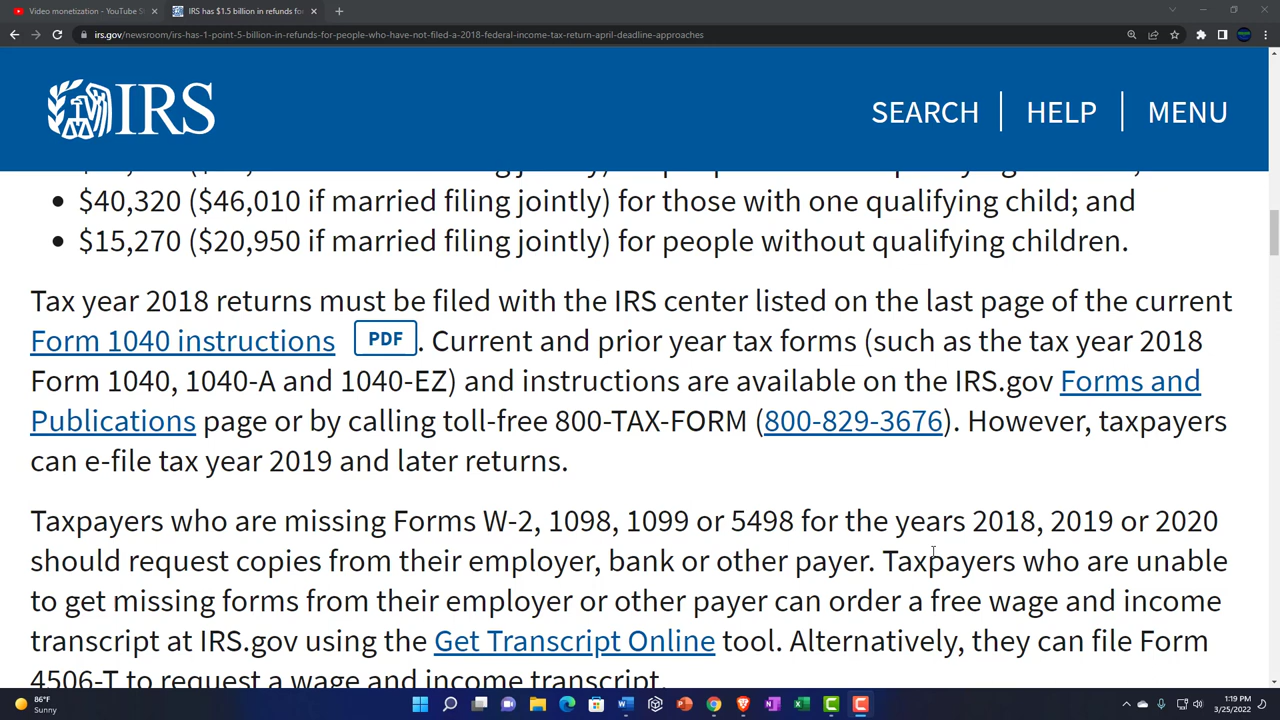 Video monetization - YouTube S
IRS has $1.5 billion in refunds fo
irs.gov/newsroom/irs-has-1-point-5-billion-in-refunds-for-people-who-have-not-filed-a-2018-federal-income-tax-return-april-deadline-approaches
IRS
SEARCH
HELP
MENU
$40,320 ($46,010 if married filing jointly) for those with one qualifying child; and
$15,270 ($20,950 if married filing jointly) for people without qualifying children.
Tax year 2018 returns must be filed with the IRS center listed on the last page of the current
Form 1040 instructions PDF. Current and prior year tax forms (such as the tax year 2018
Form 1040, 1040-A and 1040-EZ) and instructions are available on the IRS.gov Forms and
Publications page or by calling toll-free 800-TAX-FORM (800-829-3676). However, taxpayers
can e-file tax year 2019 and later returns.
Taxpayers who are missing Forms W-2, 1098, 1099 or 5498 for the years 2018, 2019 or 2020
should request copies from their employer, bank or other payer. Taxpayers who are unable
to get missing forms from their employer or other payer can order a free wage and income
transcript at IRS.gov using the Get Transcript Online tool. Alternatively, they can file Form
4506-T to request a wage and income transcript.
86°F
Sunny
1:19 PM
3/25/2022